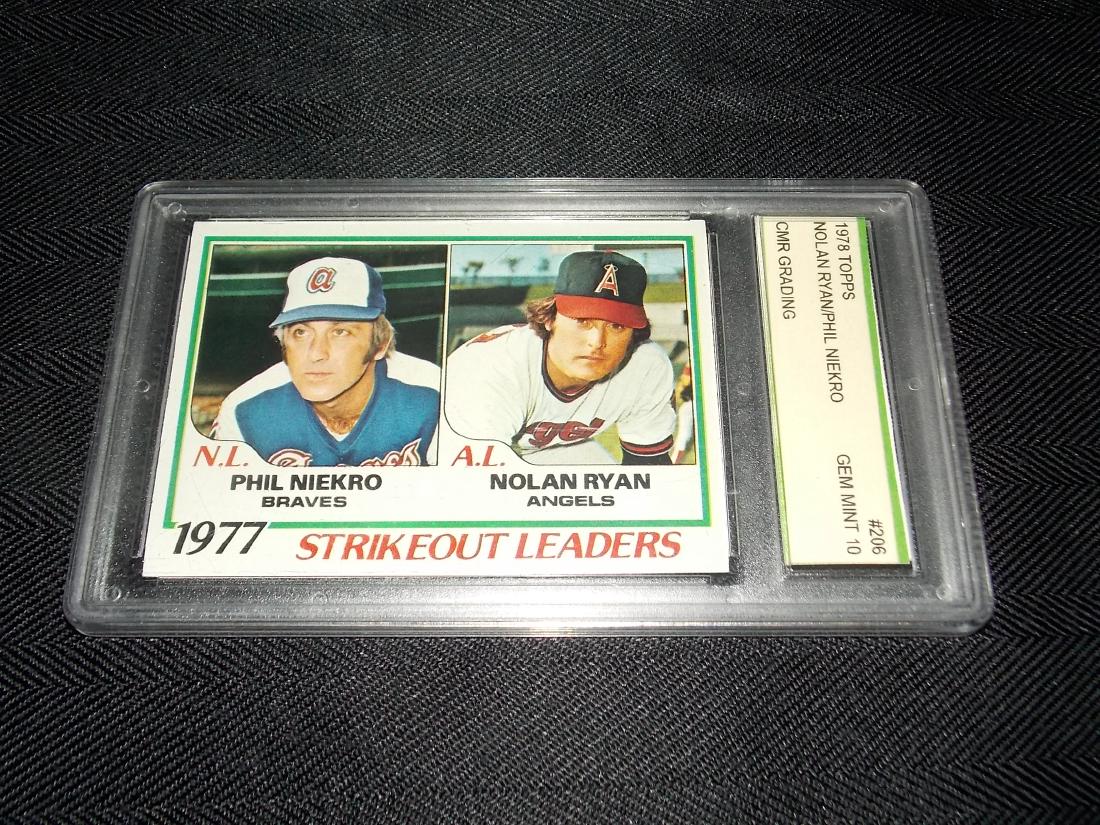 a
A
N.L.
PHIL NIEKRO
BRAVES
A.L.
NOLAN RYAN
ANGELS
1977 STRIKEOUT LEADERS
1978 TOPPS #206
NOLAN RYAN/PHIL NIEKRO GEM MINT 10
CMR GRADING